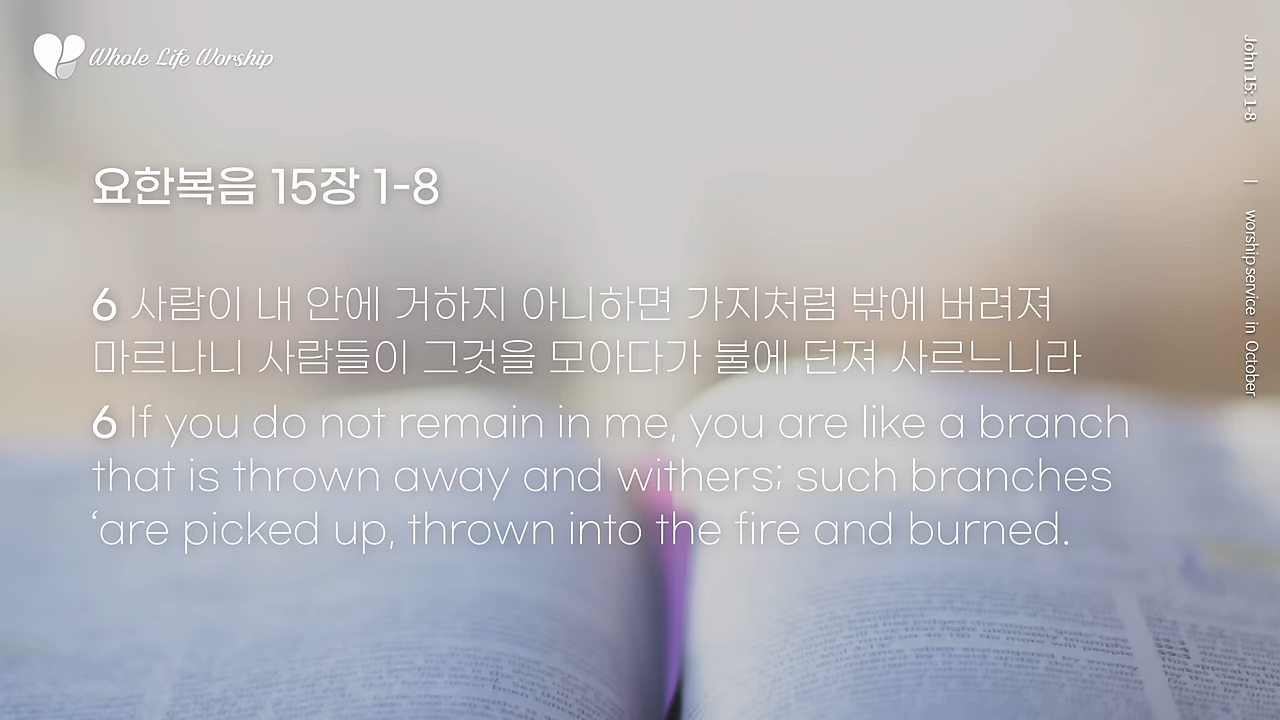 Whole Life Worship
요한복음 15장 1-8
6 사람이 내 안에 거하지 아니하면 가지처럼 밖에 버려져
마르나니 사람들이 그것을 모아다가 불에 던져 사르느니라
6 If you do not remain in me, you are like a branch
that is thrown away and withers; such branches
‘are picked up, thrown into the fire and burned.
John 15: 1-8 | worship service in October